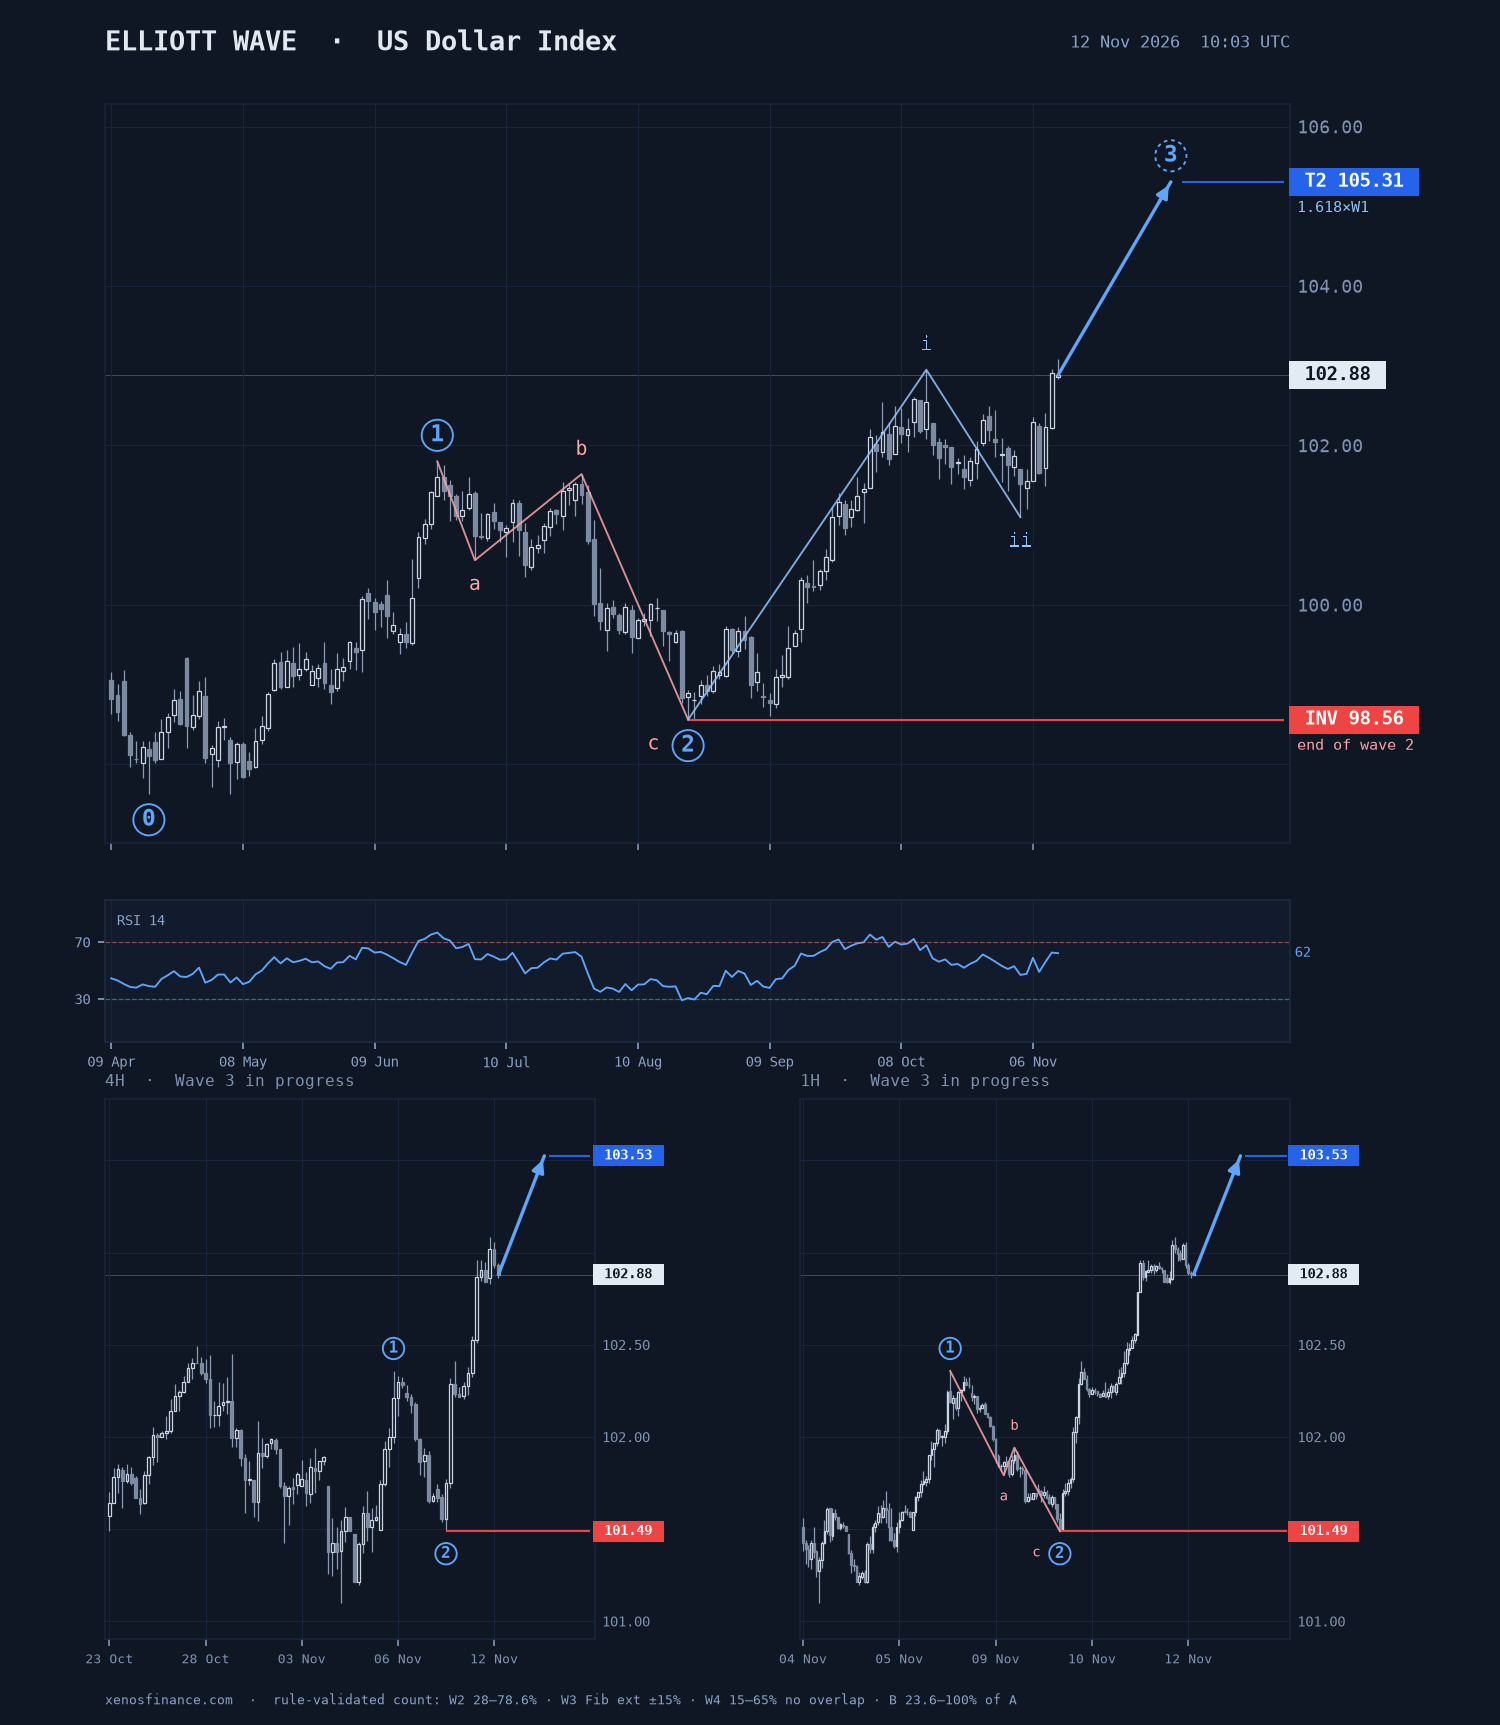 ELLIOTT WAVE · US Dollar Index
12 Nov 2026 10:03 UTC
106.00
3
T2 105.31
1.618×W1
104.00
i
102.88
1
b
102.00
ii
a
100.00
INV 98.56
c 2
end of wave 2
0
RSI 14
70
62
30
09 Apr 08 May 09 Jun 10 Jul 10 Aug 09 Sep 08 Oct 06 Nov
4H · Wave 3 in progress
103.53
102.88
1
102.50
102.00
101.49
2
101.00
23 Oct 28 Oct 03 Nov 06 Nov 12 Nov
1H · Wave 3 in progress
103.53
102.88
1
102.50
b
102.00
a
101.49
c 2
101.00
04 Nov 05 Nov 09 Nov 10 Nov 12 Nov
xenosfinance.com · rule-validated count: W2 28–78.6% · W3 Fib ext ±15% · W4 15–65% no overlap · B 23.6–100% of A